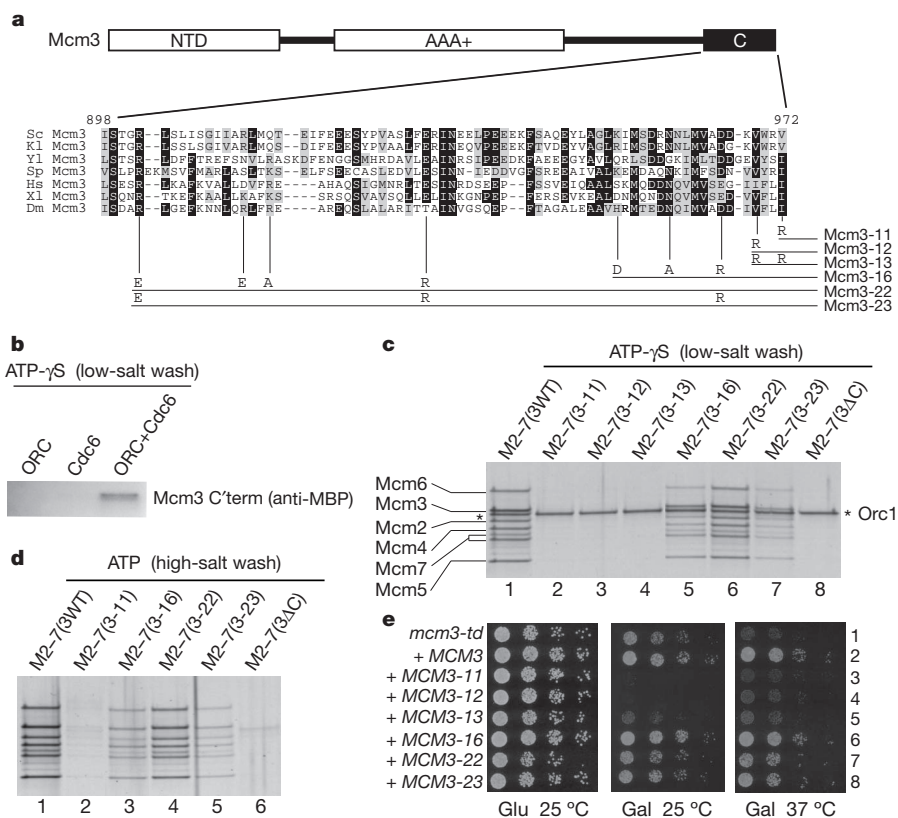 a
Mcm3 NTD AAA+ C
898 972
Sc Mcm3
Kl Mcm3
Yl Mcm3
Sp Mcm3
Hs Mcm3
Xl Mcm3
Dm Mcm3
R Mcm3-11
R Mcm3-12
R R Mcm3-13
D A R Mcm3-16
E E A R Mcm3-22
E R R Mcm3-23
b
ATP-γS (low-salt wash)
ORC
Cdc6
ORC+Cdc6
Mcm3 C′term (anti-MBP)
c
ATP-γS (low-salt wash)
M2–7(3WT)
M2–7(3-11)
M2–7(3-12)
M2–7(3-13)
M2–7(3-16)
M2–7(3-22)
M2–7(3-23)
M2–7(3ΔC)
Mcm6
Mcm3
*
Mcm2
Mcm4
Mcm7
Mcm5
* Orc1
1 2 3 4 5 6 7 8
d
ATP (high-salt wash)
M2–7(3WT)
M2–7(3-11)
M2–7(3-16)
M2–7(3-22)
M2–7(3-23)
M2–7(3ΔC)
1 2 3 4 5 6
e
mcm3-td 1
+ MCM3 2
+ MCM3-11 3
+ MCM3-12 4
+ MCM3-13 5
+ MCM3-16 6
+ MCM3-22 7
+ MCM3-23 8
Glu 25 ºC Gal 25 ºC Gal 37 ºC